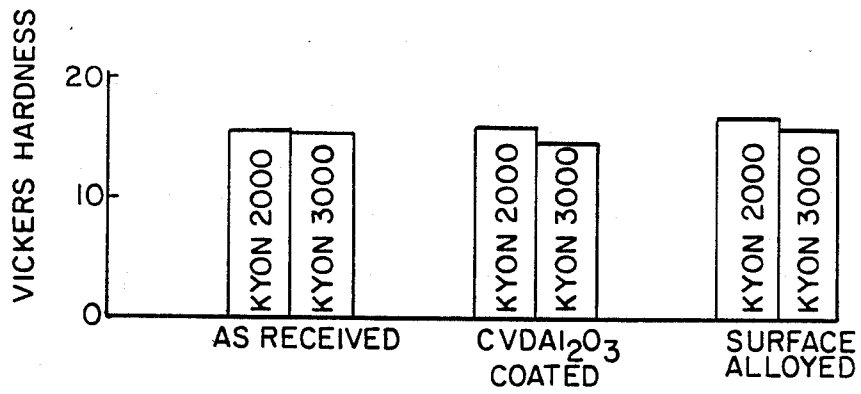 VICKERS HARDNESS
20
10
0
KYON 2000
KYON 3000
KYON 2000
KYON 3000
KYON 2000
KYON 3000
AS RECEIVED
CVDAl₂O₃
COATED
SURFACE
ALLOYED